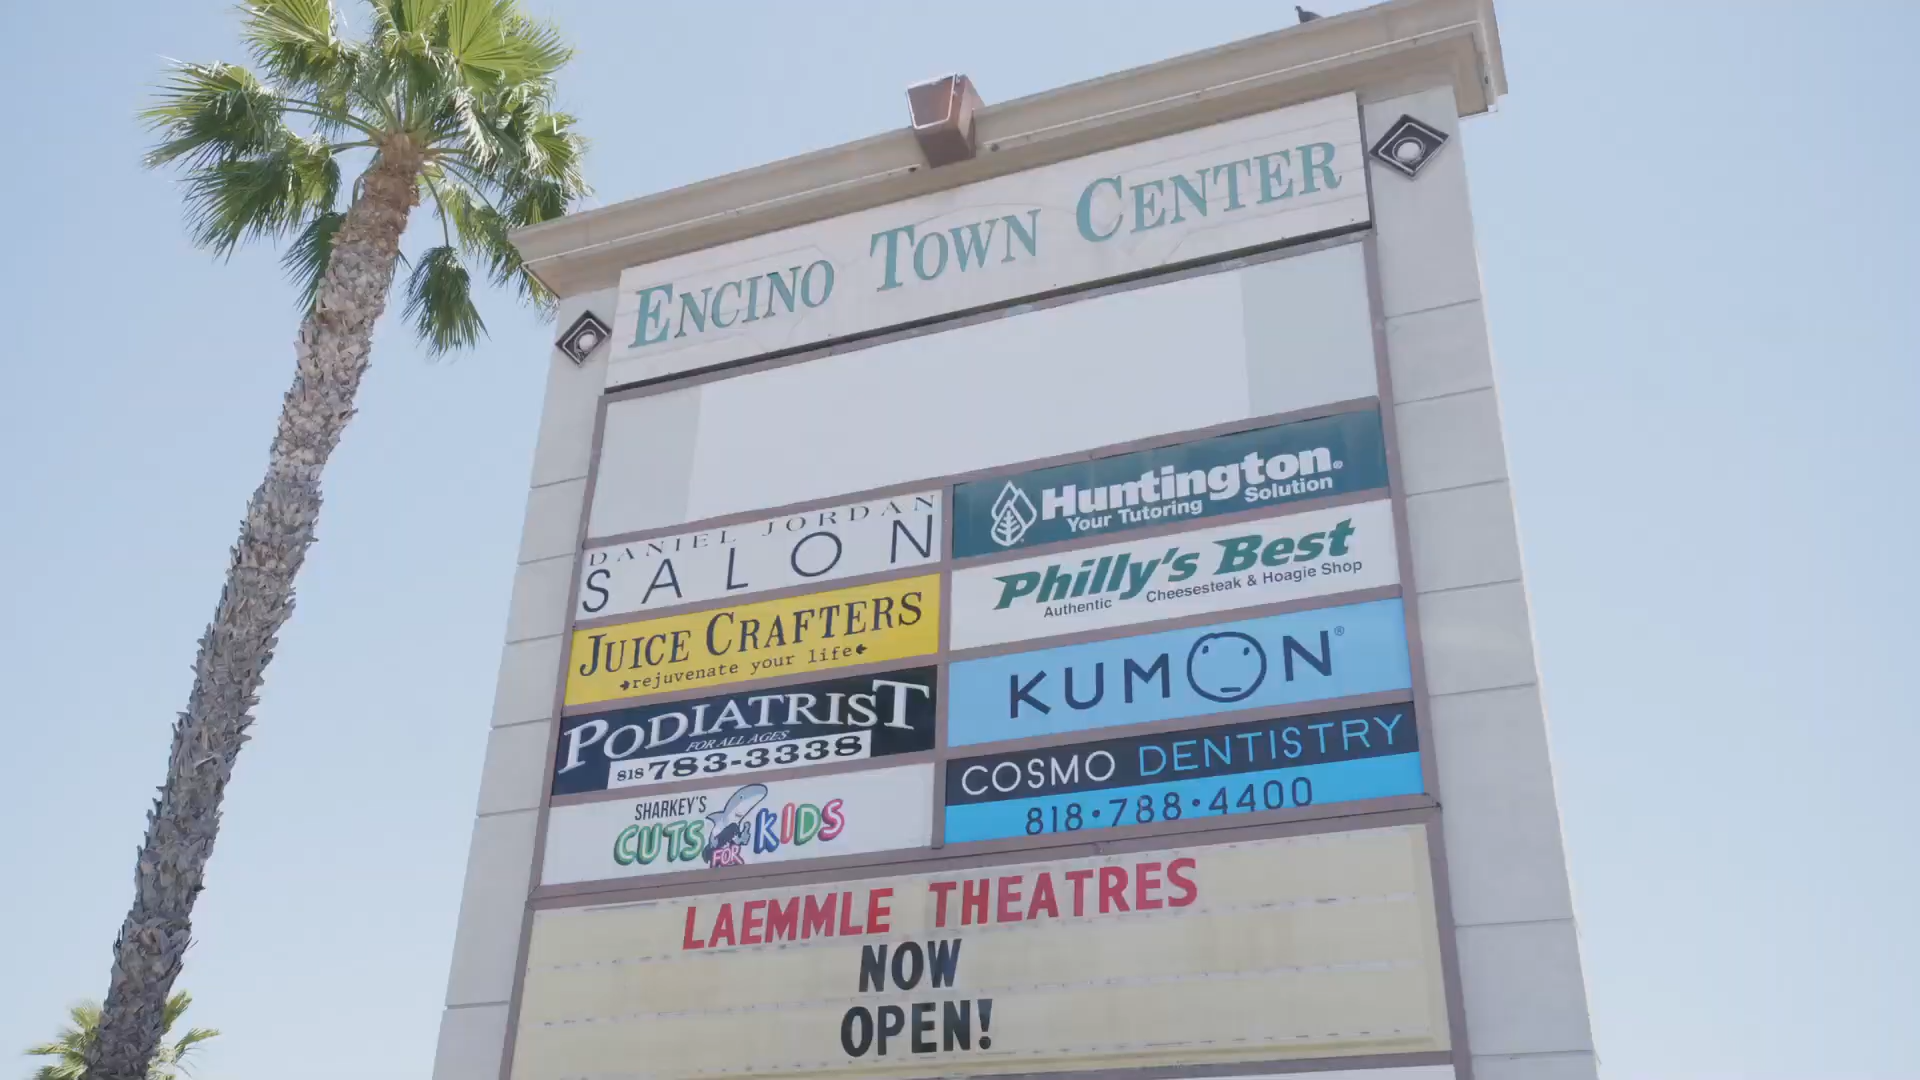 ENCINO TOWN CENTER
DANIEL JORDAN
SALON
JUICE CRAFTERS
rejuvenate your life
PODIATRIST
FOR ALL AGES
818 783-3338
SHARKEY'S
CUTS FOR KIDS
Huntington®
Your Tutoring Solution
Philly's Best
Authentic Cheesesteak & Hoagie Shop
KUMON®
COSMO DENTISTRY
818·788·4400
LAEMMLE THEATRES
NOW
OPEN!